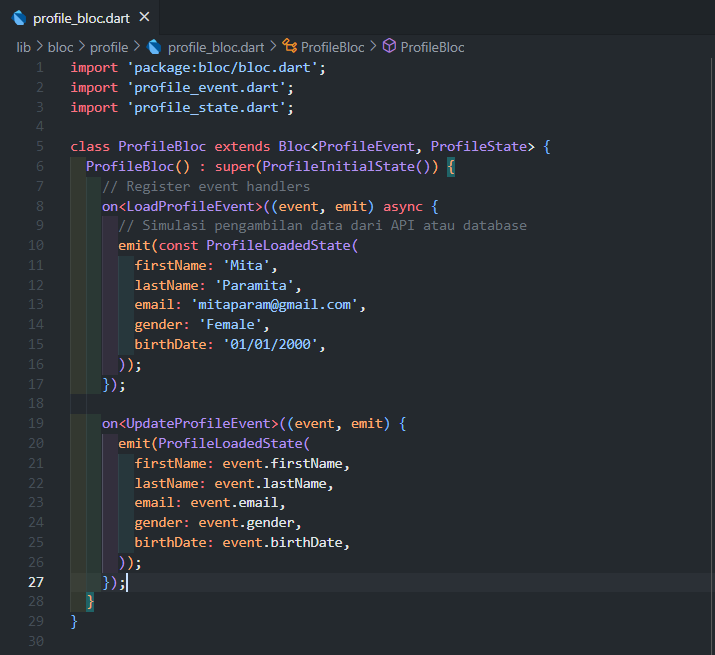 profile_bloc.dart ×
lib > bloc > profile > profile_bloc.dart > ProfileBloc > ProfileBloc
1 import 'package:bloc/bloc.dart';
2 import 'profile_event.dart';
3 import 'profile_state.dart';
4
5 class ProfileBloc extends Bloc<ProfileEvent, ProfileState> {
6   ProfileBloc() : super(ProfileInitialState()) {
7     // Register event handlers
8     on<LoadProfileEvent>((event, emit) async {
9       // Simulasi pengambilan data dari API atau database
10       emit(const ProfileLoadedState(
11         firstName: 'Mita',
12         lastName: 'Paramita',
13         email: 'mitaparam@gmail.com',
14         gender: 'Female',
15         birthDate: '01/01/2000',
16       ));
17     });
18
19     on<UpdateProfileEvent>((event, emit) {
20       emit(ProfileLoadedState(
21         firstName: event.firstName,
22         lastName: event.lastName,
23         email: event.email,
24         gender: event.gender,
25         birthDate: event.birthDate,
26       ));
27     });
28   }
29 }
30